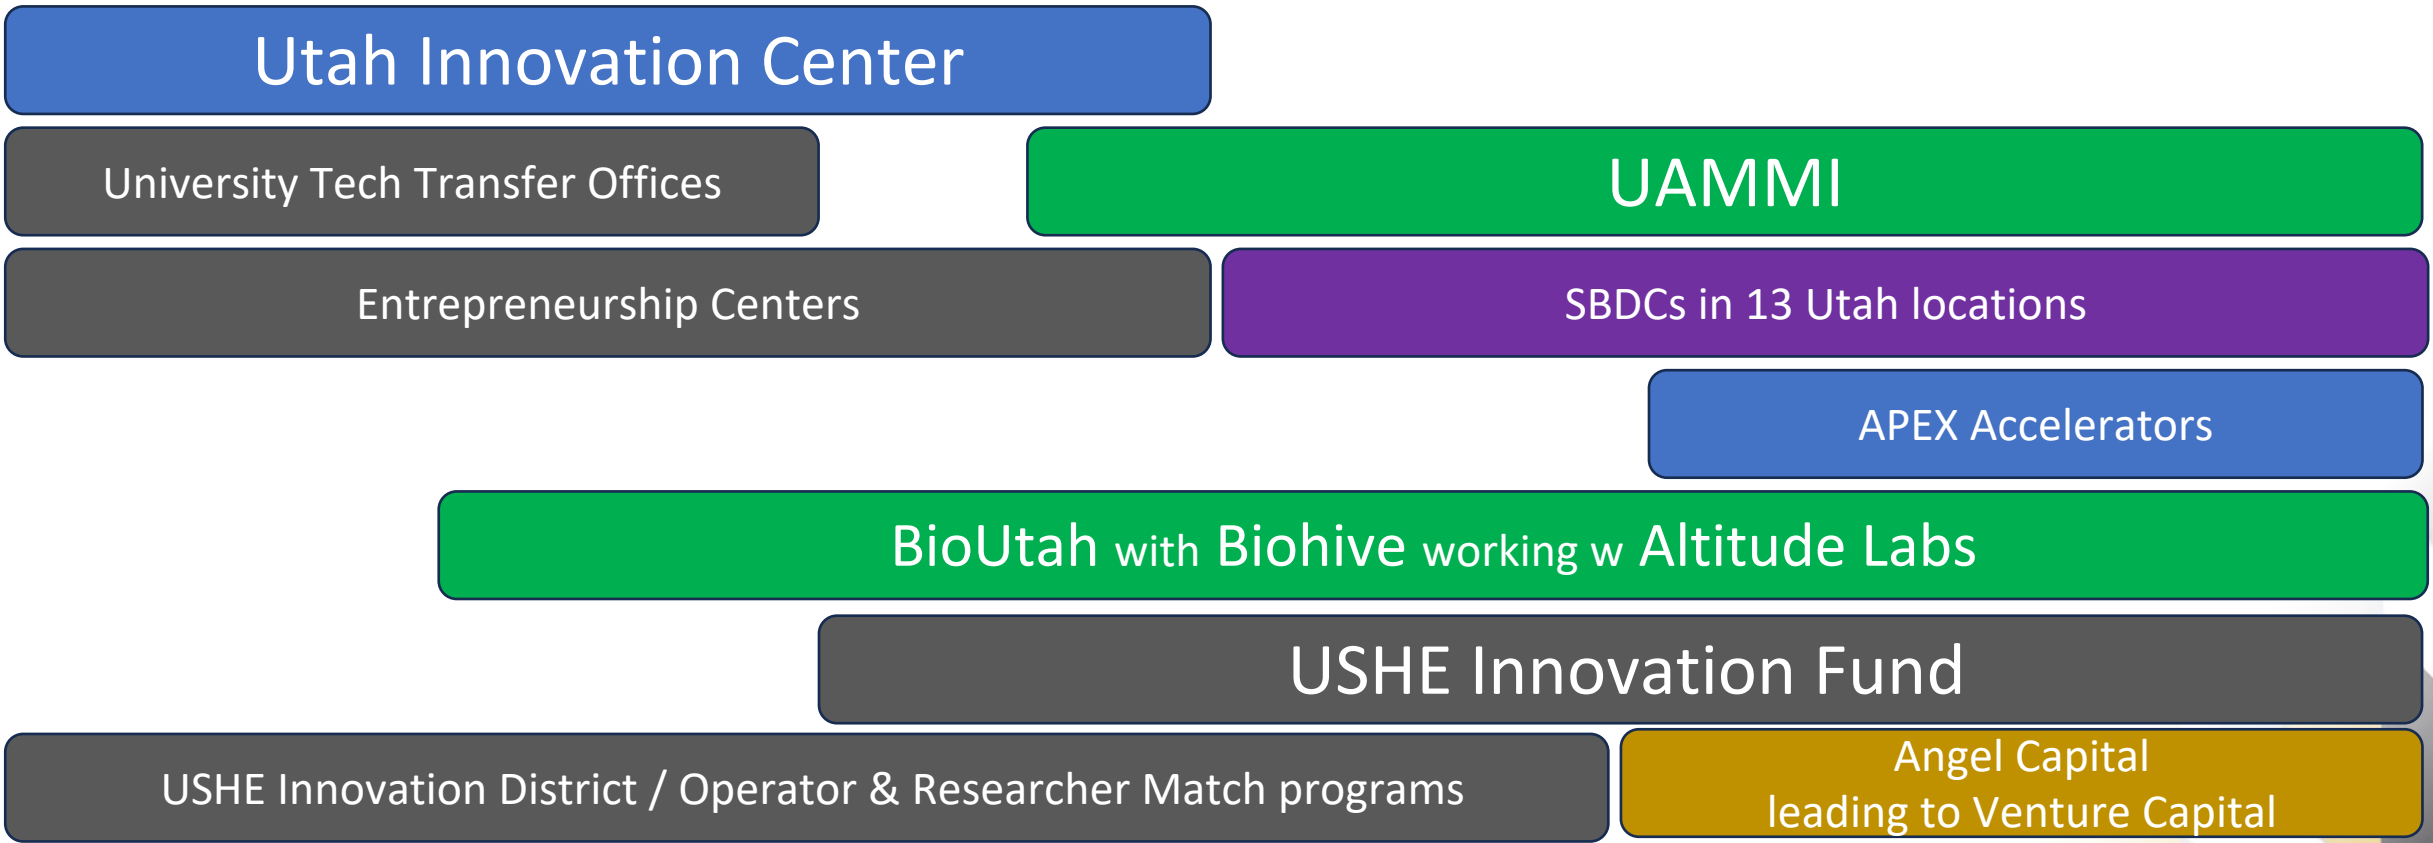 Utah Innovation Center
University Tech Transfer Offices
UAMMI
Entrepreneurship Centers
SBDCs in 13 Utah locations
APEX Accelerators
BioUtah with Biohive working w Altitude Labs
USHE Innovation Fund
USHE Innovation District / Operator & Researcher Match programs
Angel Capital
leading to Venture Capital